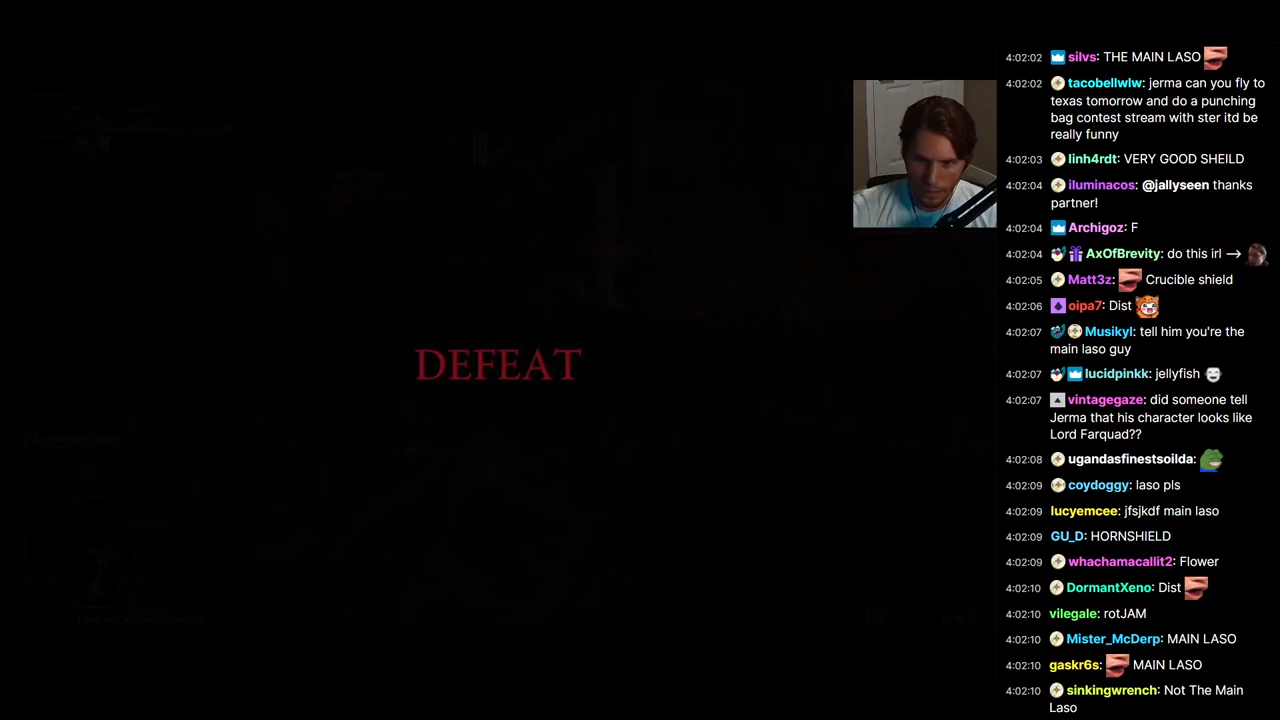 DEFEAT
4:02:02 silvs: THE MAIN LASO
4:02:02 tacobellwlw: jerma can you fly to
texas tomorrow and do a punching
bag contest stream with ster itd be
really funny
4:02:03 linh4rdt: VERY GOOD SHEILD
4:02:04 iluminacos: @jallyseen thanks
partner!
4:02:04 Archigoz: F
4:02:04 AxOfBrevity: do this irl -->
4:02:05 Matt3z: Crucible shield
4:02:06 oipa7: Dist
4:02:07 Musikyl: tell him you're the
main laso guy
4:02:07 lucidpinkk: jellyfish
4:02:07 vintagegaze: did someone tell
Jerma that his character looks like
Lord Farquad??
4:02:08 ugandasfinestsoilda:
4:02:09 coydoggy: laso pls
4:02:09 lucyemcee: jfsjkdf main laso
4:02:09 GU_D: HORNSHIELD
4:02:09 whachamacallit2: Flower
4:02:10 DormantXeno: Dist
4:02:10 vilegale: rotJAM
4:02:10 Mister_McDerp: MAIN LASO
4:02:10 gaskr6s: MAIN LASO
4:02:10 sinkingwrench: Not The Main
Laso